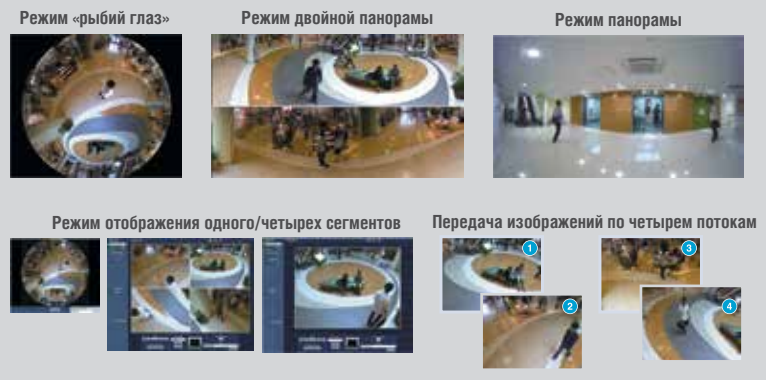 Режим «рыбий глаз»
Режим двойной панорамы
Режим панорамы
Режим отображения одного/четырех сегментов
Передача изображений по четырем потокам
1
2
3
4